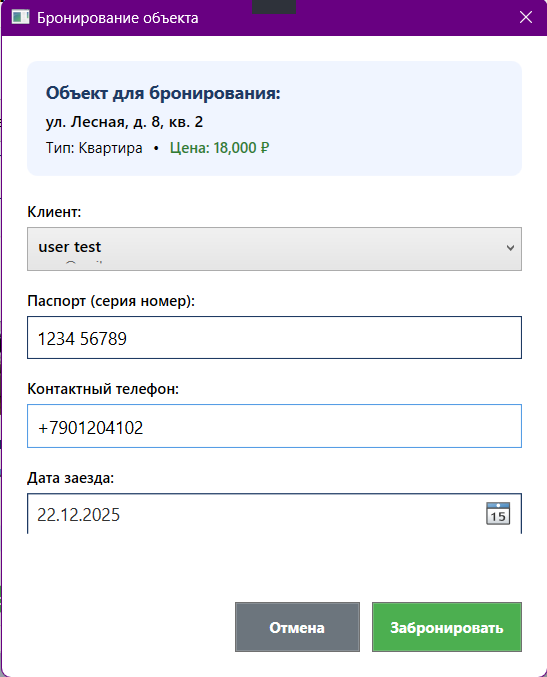 Бронирование объекта
Объект для бронирования:
ул. Лесная, д. 8, кв. 2
Тип: Квартира • Цена: 18,000 ₽
Клиент:
user test
Паспорт (серия номер):
1234 56789
Контактный телефон:
+7901204102
Дата заезда:
22.12.2025
15
Отмена
Забронировать